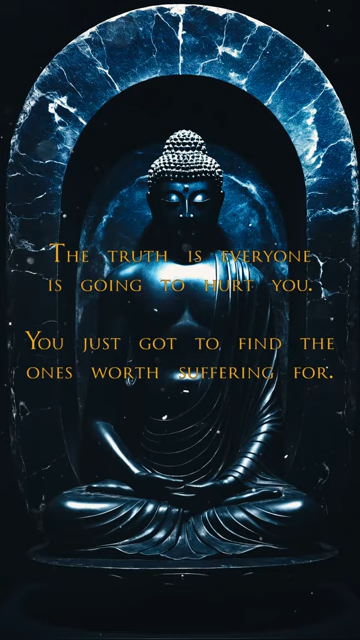 The truth is everyone
is going to hurt you.
You just got to find the
ones worth suffering for.